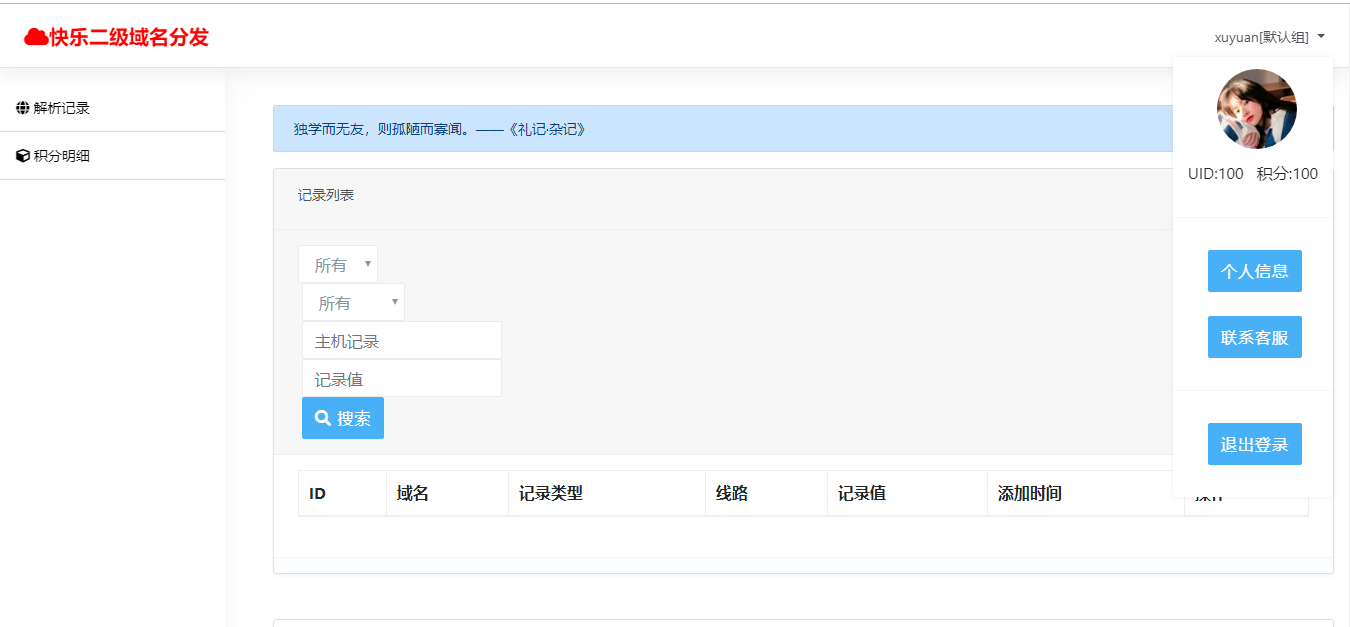 快乐二级域名分发
xuyuan[默认组]
解析记录
积分明细
独学而无友，则孤陋而寡闻。——《礼记·杂记》
UID:100 积分:100
个人信息
联系客服
退出登录
记录列表
所有
所有
主机记录
记录值
搜索
ID 域名 记录类型 线路 记录值 添加时间